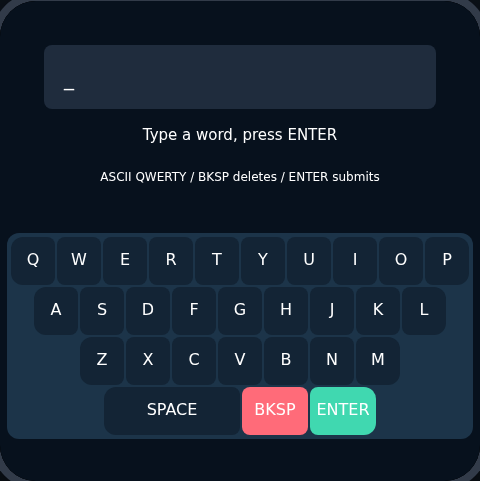 _
Type a word, press ENTER
ASCII QWERTY / BKSP deletes / ENTER submits
Q W E R T Y U I O P
A S D F G H J K L
Z X C V B N M
SPACE BKSP ENTER